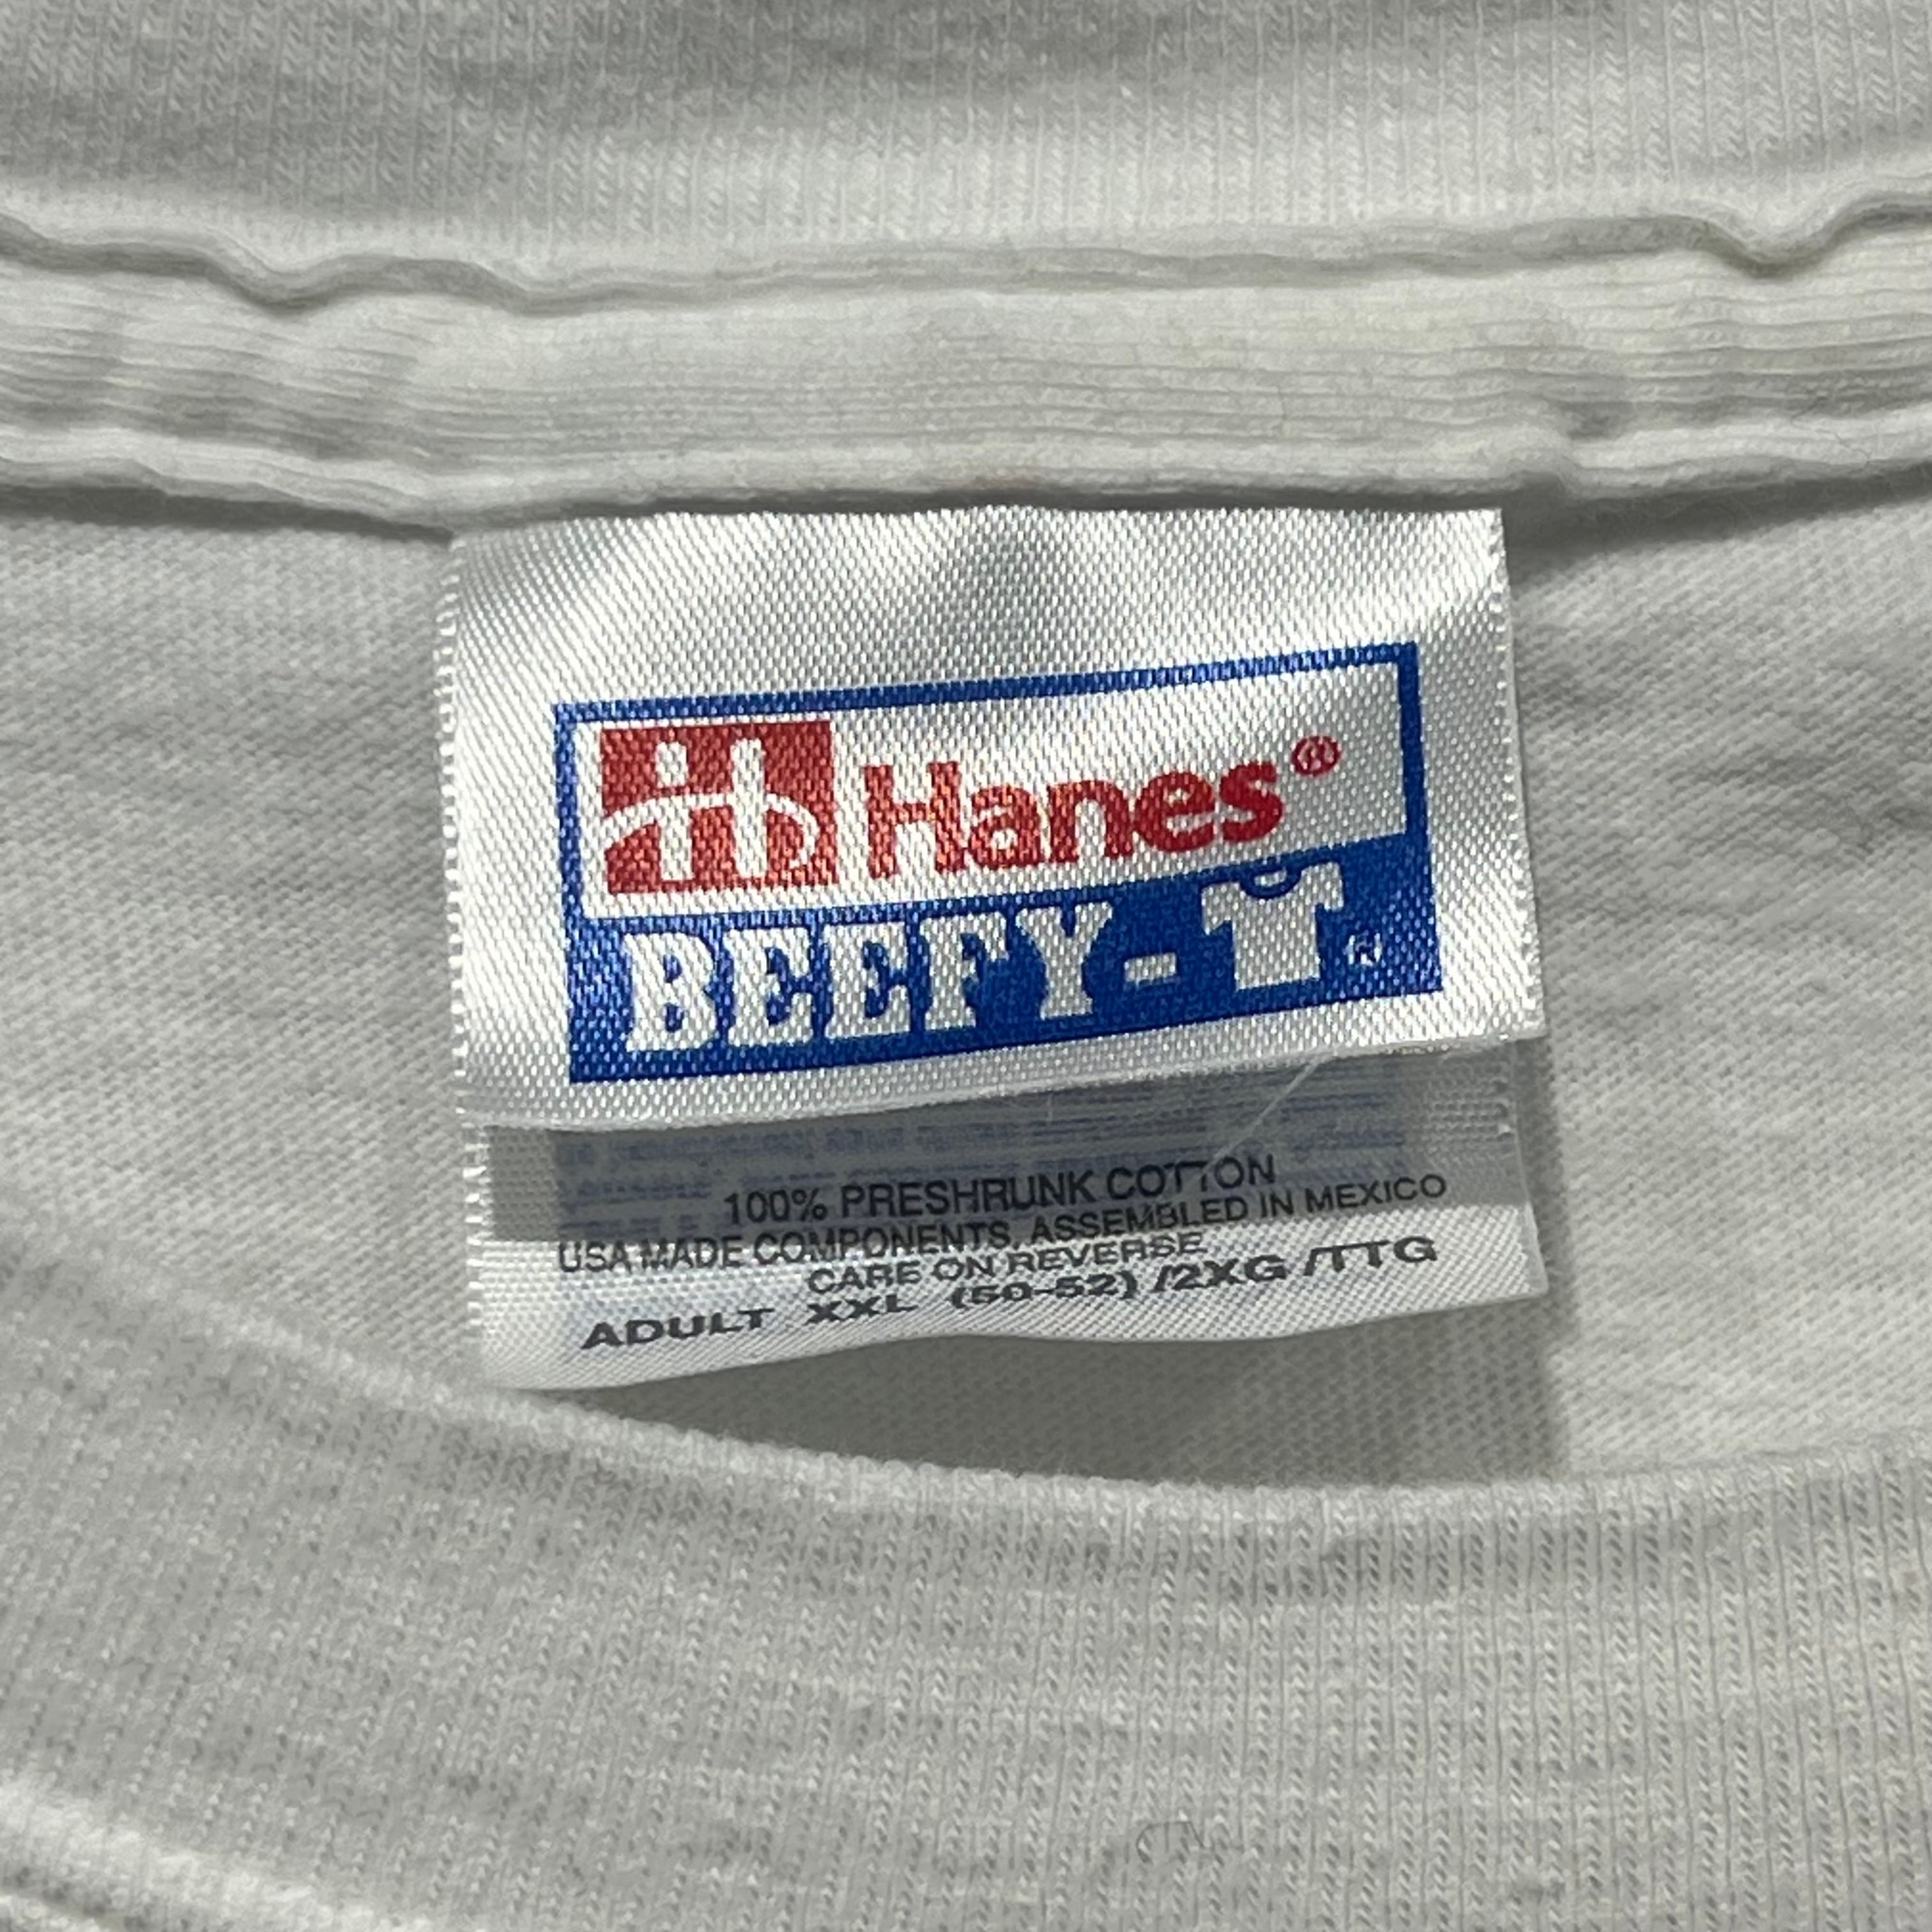 Hanes®
BEEFY-T®
100% PRESHRUNK COTTON
USA MADE COMPONENTS, ASSEMBLED IN MEXICO
CARE ON REVERSE
ADULT XXL (50-52) /2XG /TTG